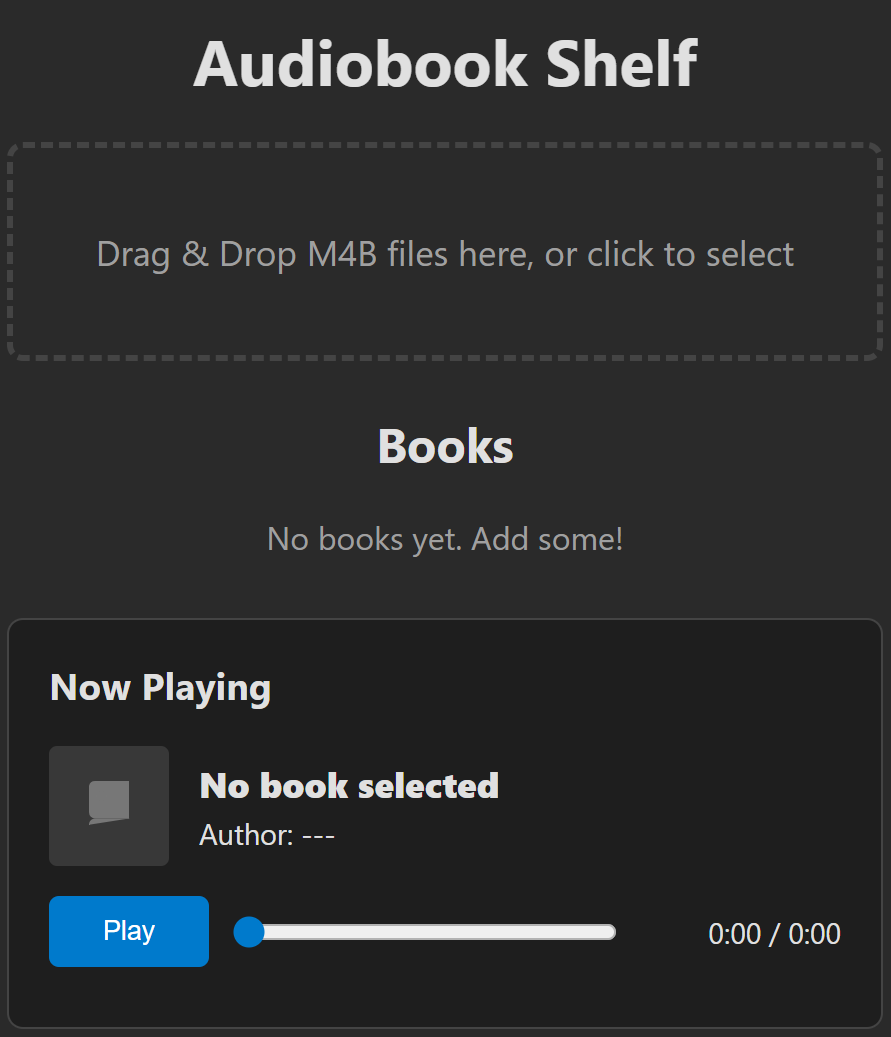 Audiobook Shelf
Drag & Drop M4B files here, or click to select
Books
No books yet. Add some!
Now Playing
No book selected
Author: ---
Play
0:00 / 0:00